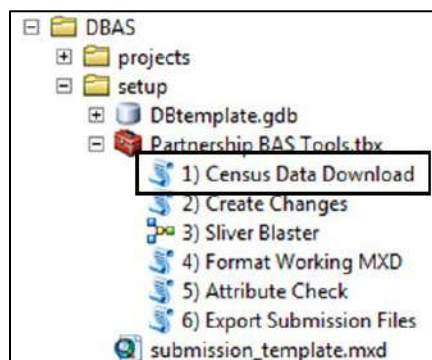 DBAS
projects
setup
DBtemplate.gdb
Partnership BAS Tools.tbx
1) Census Data Download
2) Create Changes
3) Sliver Blaster
4) Format Working MXD
5) Attribute Check
6) Export Submission Files
submission_template.mxd